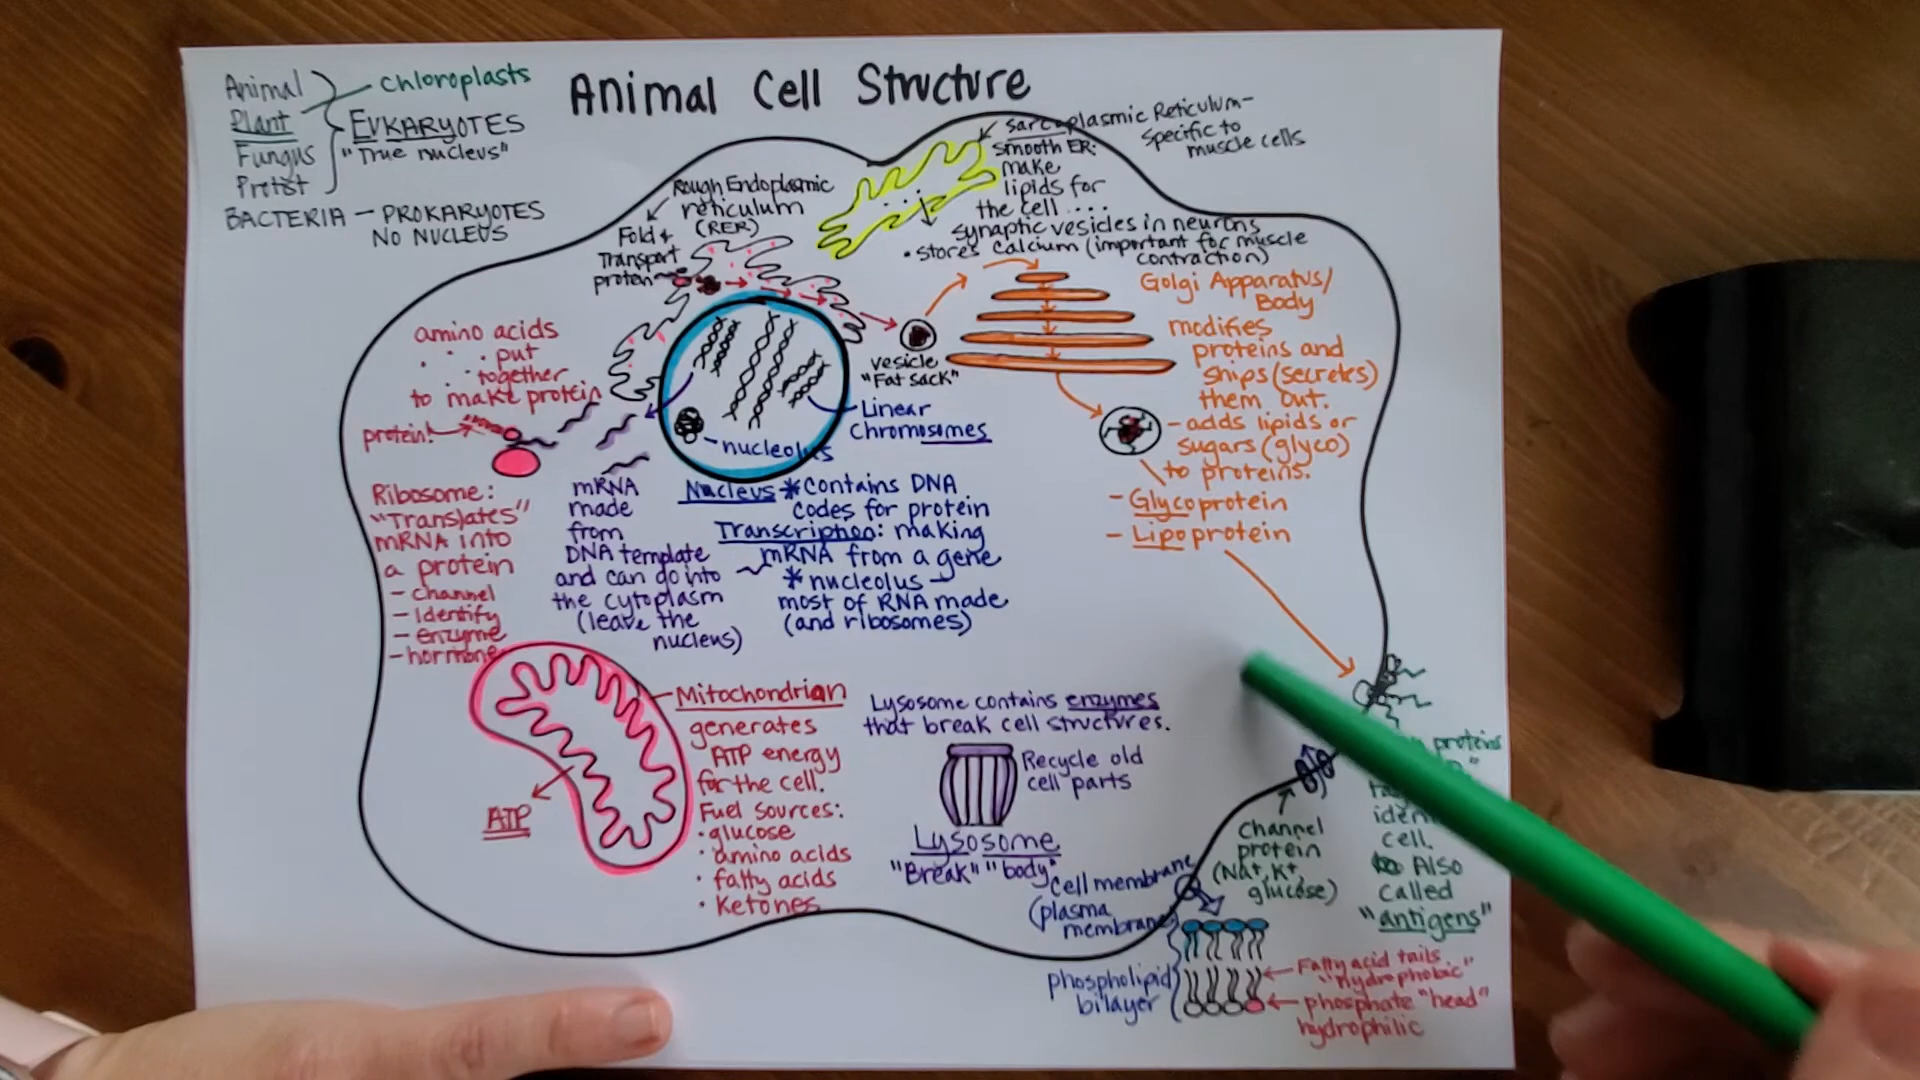 Animal
Plant
Fungus
Protist
chloroplasts
EUKARYOTES
"True nucleus"
BACTERIA - PROKARYOTES
NO NUCLEUS
Animal Cell Structure
Sarcoplasmic Reticulum-
specific to
muscle cells
smooth ER:
make
lipids for
the cell ....
synaptic vesicles in neurons
• stores calcium (important for muscle
contraction)
Rough Endoplasmic
reticulum
(RER)
Fold &
Transport
protein
vesicle
"Fat sack"
Golgi Apparatus/
Body
modifies
proteins and
ships (secretes)
them out.
- adds lipids or
sugars (glyco)
to proteins.
- Glycoprotein
- Lipoprotein
amino acids
put
together
to make protein
protein!
Ribosome:
"Translates"
mRNA into
a protein
- channel
- identify
- enzyme
- hormone
mRNA
made
from
DNA template
and can go into
the cytoplasm
(leave the
nucleus)
Linear
Chromosomes
- nucleolus
Nucleus * contains DNA
codes for protein
Transcription: making
mRNA from a gene
* nucleolus -
most of RNA made
(and ribosomes)
Mitochondrian
generates
ATP energy
for the cell.
Fuel sources:
• glucose
• amino acids
• fatty acids
• Ketones
ATP
Lysosome contains enzymes
that break cell structures.
Recycle old
cell parts
Lysosome
"Break" "body"
Cell membrane
(plasma
membrane
phospholipid
bilayer
Channel
protein
(Na+, K+,
glucose)
proteins
cell.
Also
called
"antigens"
Fatty acid tails
"hydrophobic"
phosphate "head"
hydrophilic